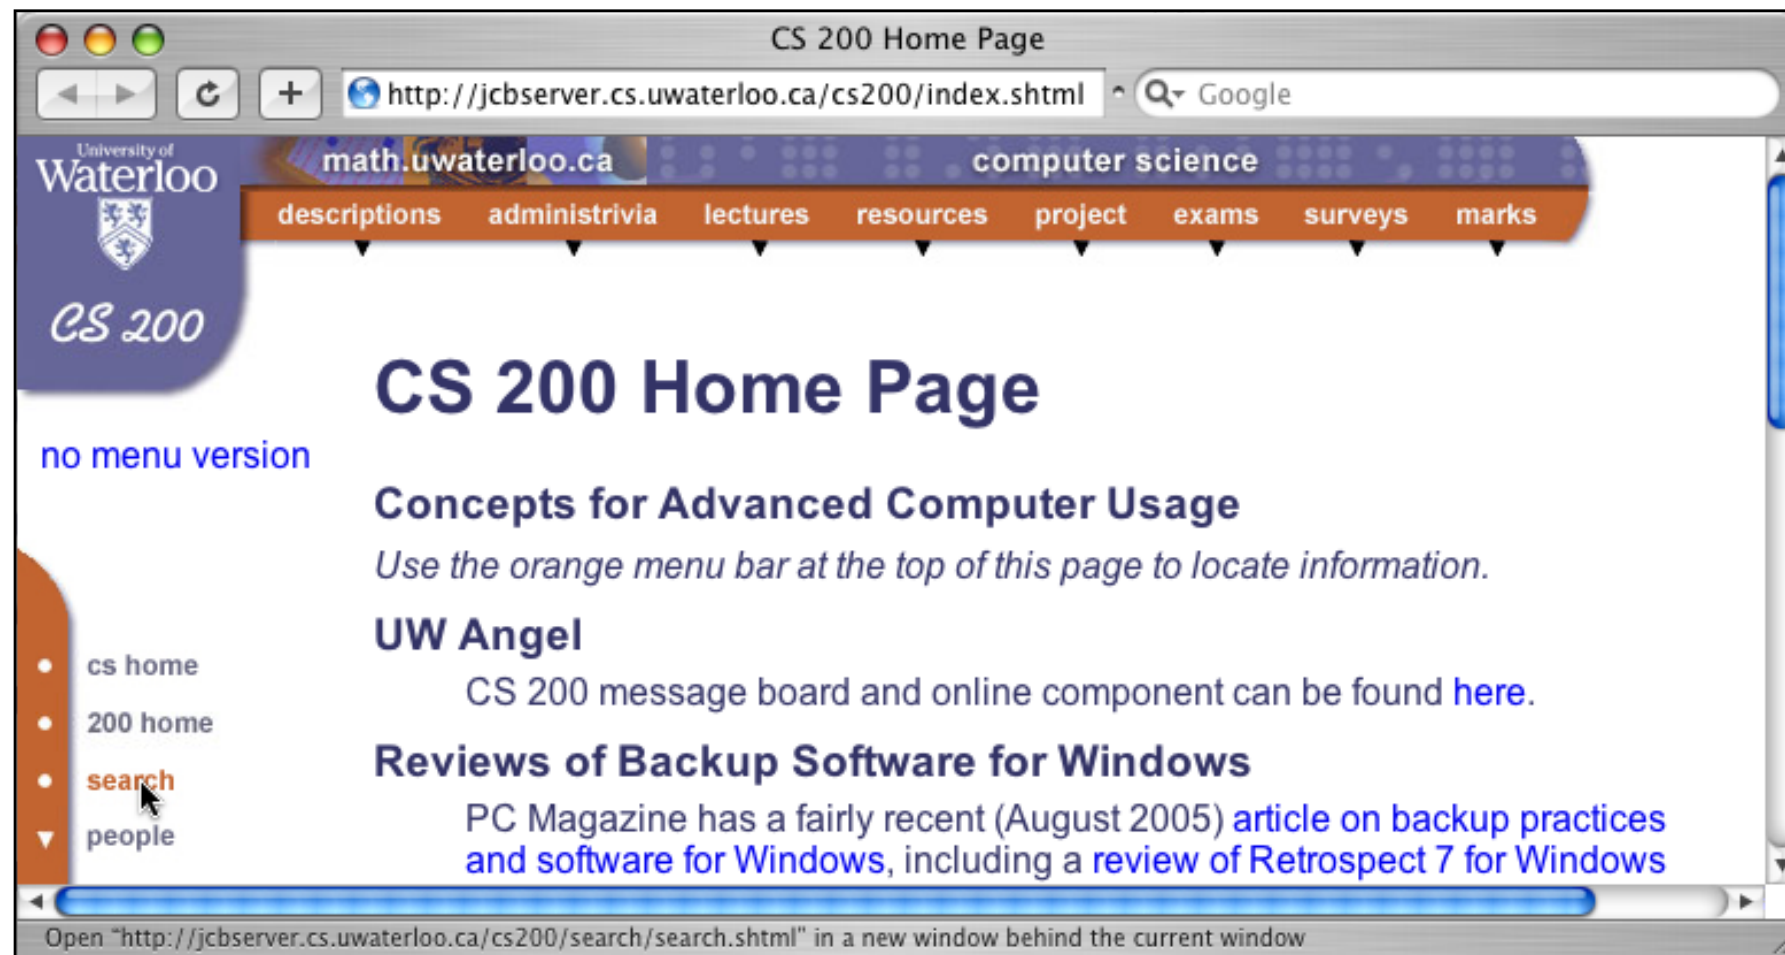 CS 200 Home Page
http://jcbserver.cs.uwaterloo.ca/cs200/index.shtml
Google
University of
Waterloo
math.uwaterloo.ca computer science
descriptions administrivia lectures resources project exams surveys marks
CS 200
CS 200 Home Page
no menu version
Concepts for Advanced Computer Usage
Use the orange menu bar at the top of this page to locate information.
UW Angel
cs home
CS 200 message board and online component can be found here.
200 home
Reviews of Backup Software for Windows
search
PC Magazine has a fairly recent (August 2005) article on backup practices
people
and software for Windows, including a review of Retrospect 7 for Windows
Open "http://jcbserver.cs.uwaterloo.ca/cs200/search/search.shtml" in a new window behind the current window